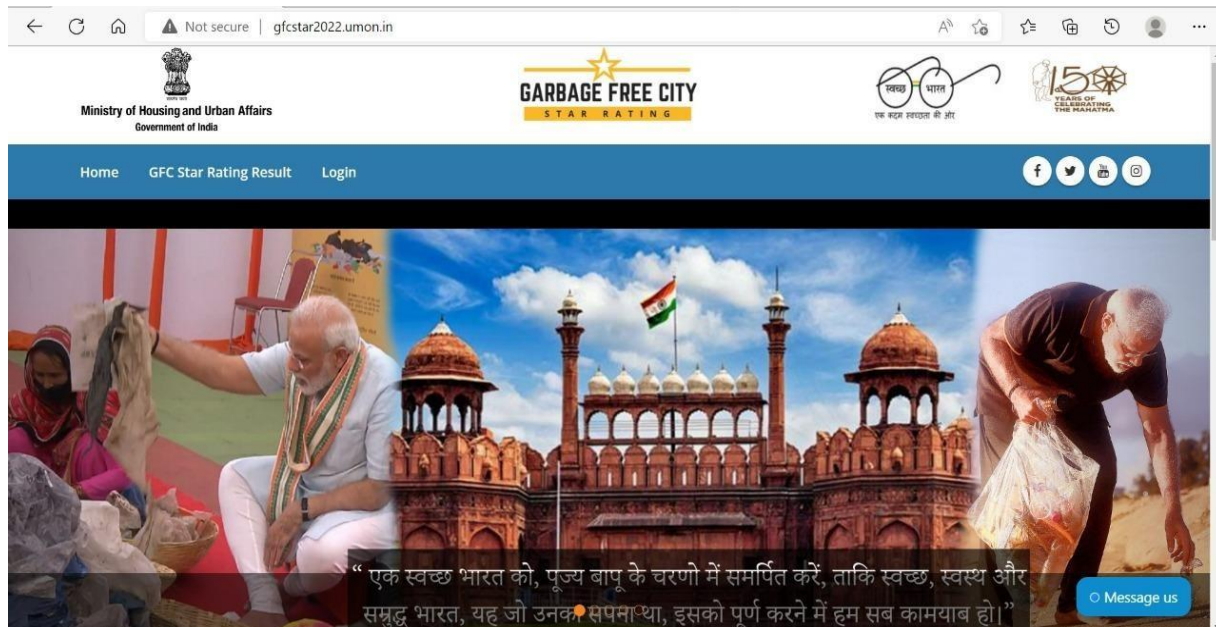 Not secure | gfcstar2022.umon.in
Ministry of Housing and Urban Affairs
Government of India
GARBAGE FREE CITY
STAR RATING
स्वच्छ भारत
एक कदम स्वच्छता की ओर
150
YEARS OF
CELEBRATING
THE MAHATMA
Home GFC Star Rating Result Login
“ एक स्वच्छ भारत को, पूज्य बापू के चरणो में समर्पित करें, ताकि स्वच्छ, स्वस्थ और
सम्रुद्ध भारत, यह जो उनका सपना था, इसको पूर्ण करने में हम सब कामयाब हो।”
Message us